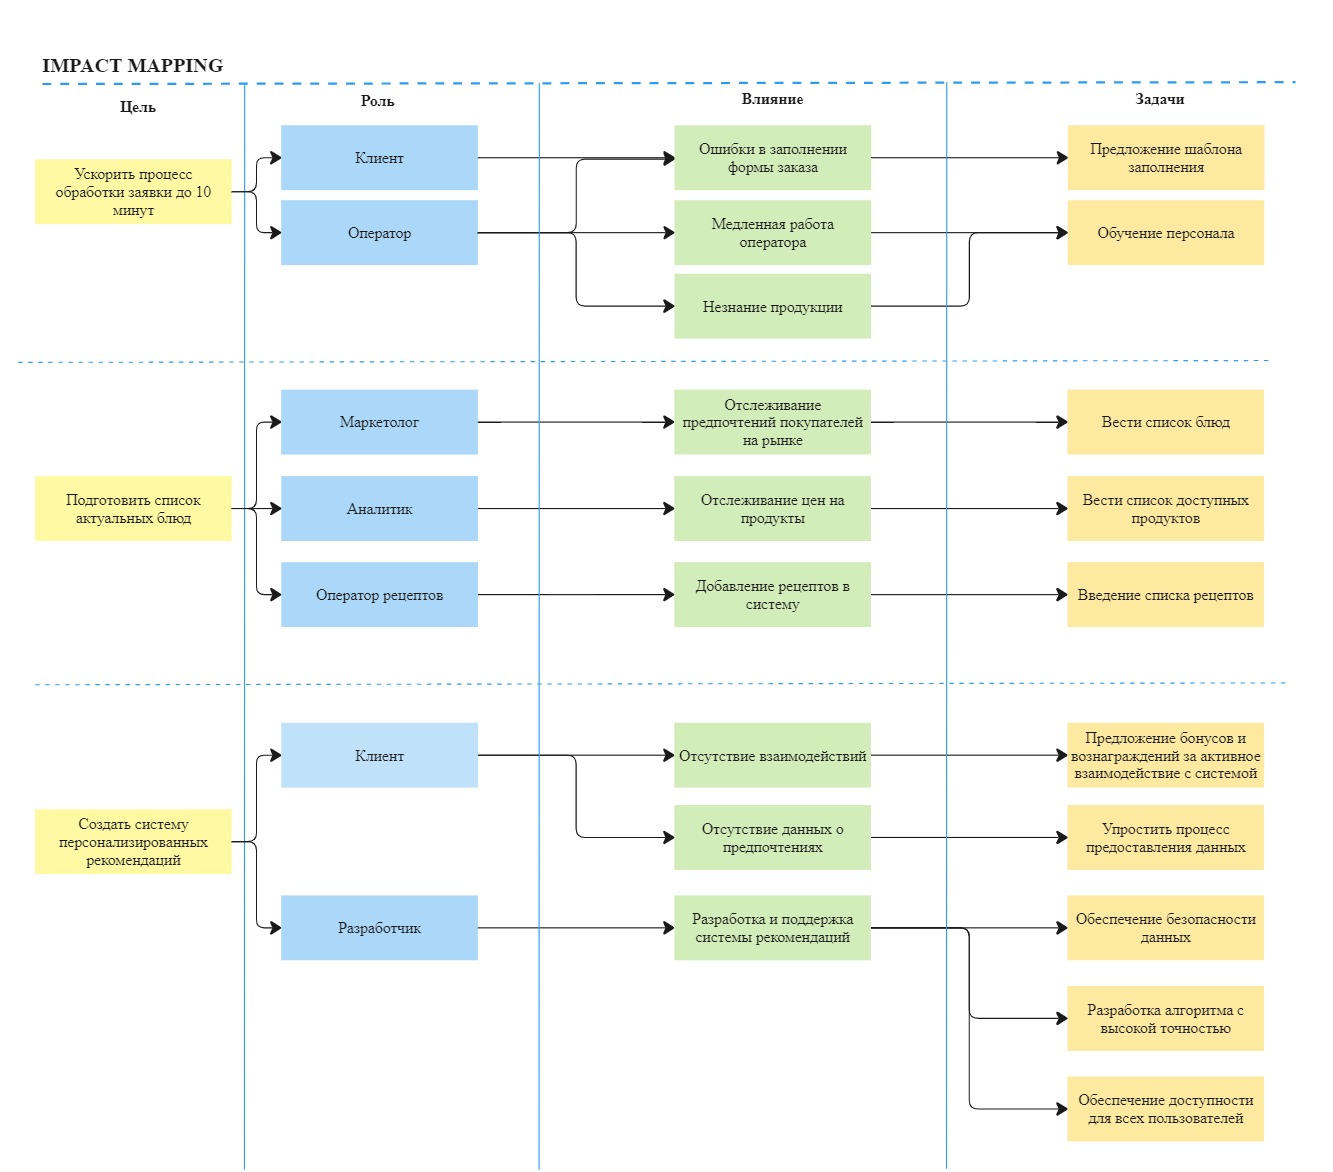 IMPACT MAPPING
Цель
Роль
Влияние
Задачи
Ускорить процесс
обработки заявки до 10
минут
Клиент
Ошибки в заполнении
формы заказа
Предложение шаблона
заполнения
Оператор
Медленная работа
оператора
Обучение персонала
Незнание продукции
Подготовить список
актуальных блюд
Маркетолог
Отслеживание
предпочтений покупателей
на рынке
Вести список блюд
Аналитик
Отслеживание цен на
продукты
Вести список доступных
продуктов
Оператор рецептов
Добавление рецептов в
систему
Введение списка рецептов
Создать систему
персонализированных
рекомендаций
Клиент
Отсутствие взаимодействий
Предложение бонусов и
вознаграждений за активное
взаимодействие с системой
Отсутствие данных о
предпочтениях
Упростить процесс
предоставления данных
Разработчик
Разработка и поддержка
системы рекомендаций
Обеспечение безопасности
данных
Разработка алгоритма с
высокой точностью
Обеспечение доступности
для всех пользователей